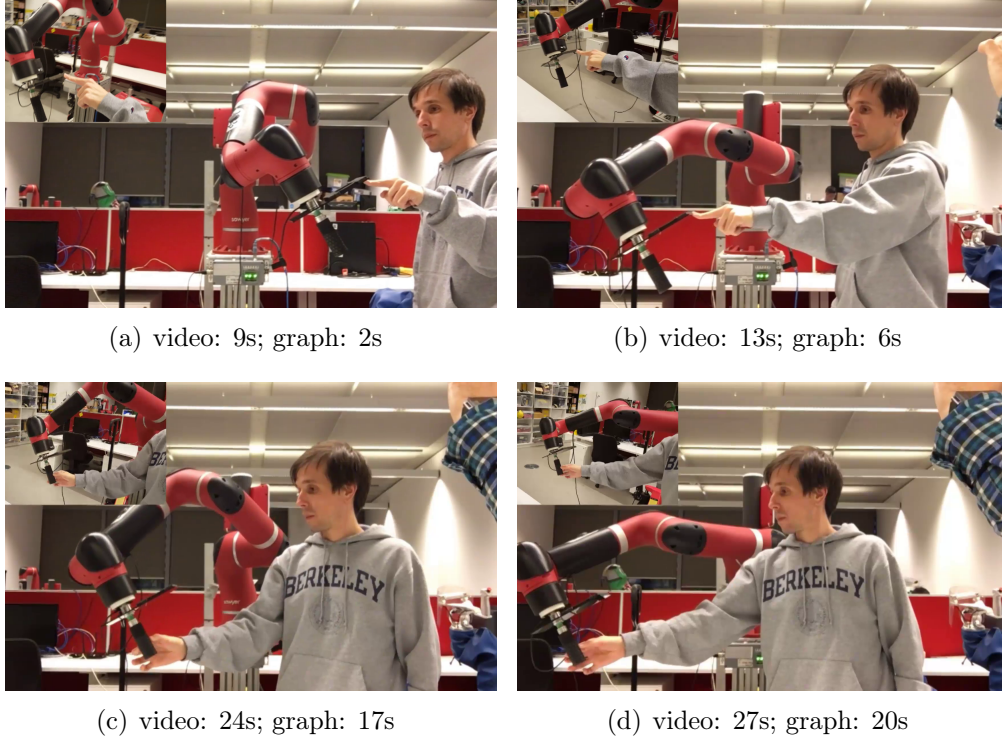 (a) video: 9s; graph: 2s
(b) video: 13s; graph: 6s
BERKELEY
BERKELEY
(c) video: 24s; graph: 17s
(d) video: 27s; graph: 20s